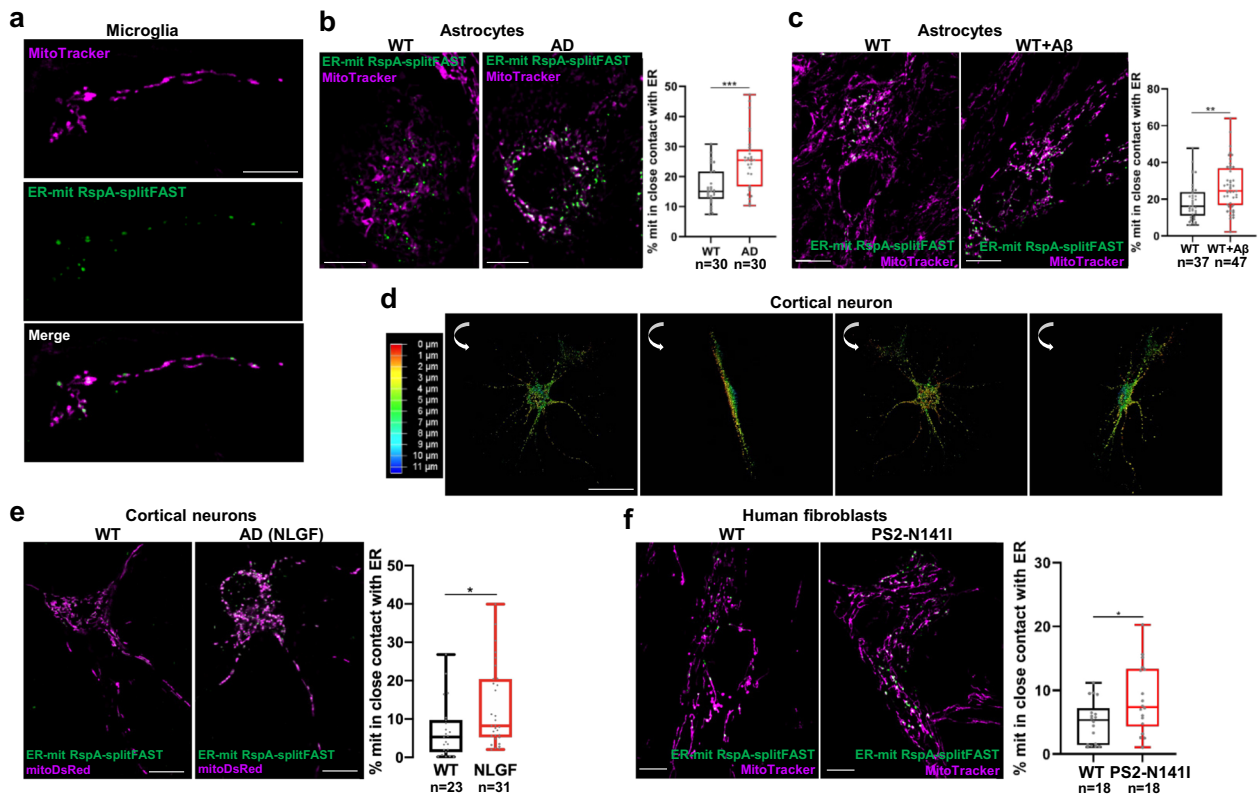 a
Microglia
MitoTracker
ER-mit RspA-splitFAST
Merge
b
Astrocytes
WT
AD
ER-mit RspA-splitFAST
MitoTracker
ER-mit RspA-splitFAST
MitoTracker
% mit in close contact with ER
50
40
30
20
10
0
***
WT
AD
n=30
n=30
c
Astrocytes
WT
WT+Aβ
ER-mit RspA-splitFAST
MitoTracker
ER-mit RspA-splitFAST
MitoTracker
% mit in close contact with ER
80
60
40
20
0
**
WT
WT+Aβ
n=37
n=47
d
Cortical neuron
0 µm
1 µm
2 µm
3 µm
4 µm
5 µm
6 µm
7 µm
8 µm
9 µm
10 µm
11 µm
e
Cortical neurons
WT
AD (NLGF)
ER-mit RspA-splitFAST
mitoDsRed
ER-mit RspA-splitFAST
mitoDsRed
% mit in close contact with ER
50
40
30
20
10
0
*
WT
NLGF
n=23
n=31
f
Human fibroblasts
WT
PS2-N141I
ER-mit RspA-splitFAST
MitoTracker
ER-mit RspA-splitFAST
MitoTracker
% mit in close contact with ER
30
20
10
0
*
WT
PS2-N141I
n=18
n=18